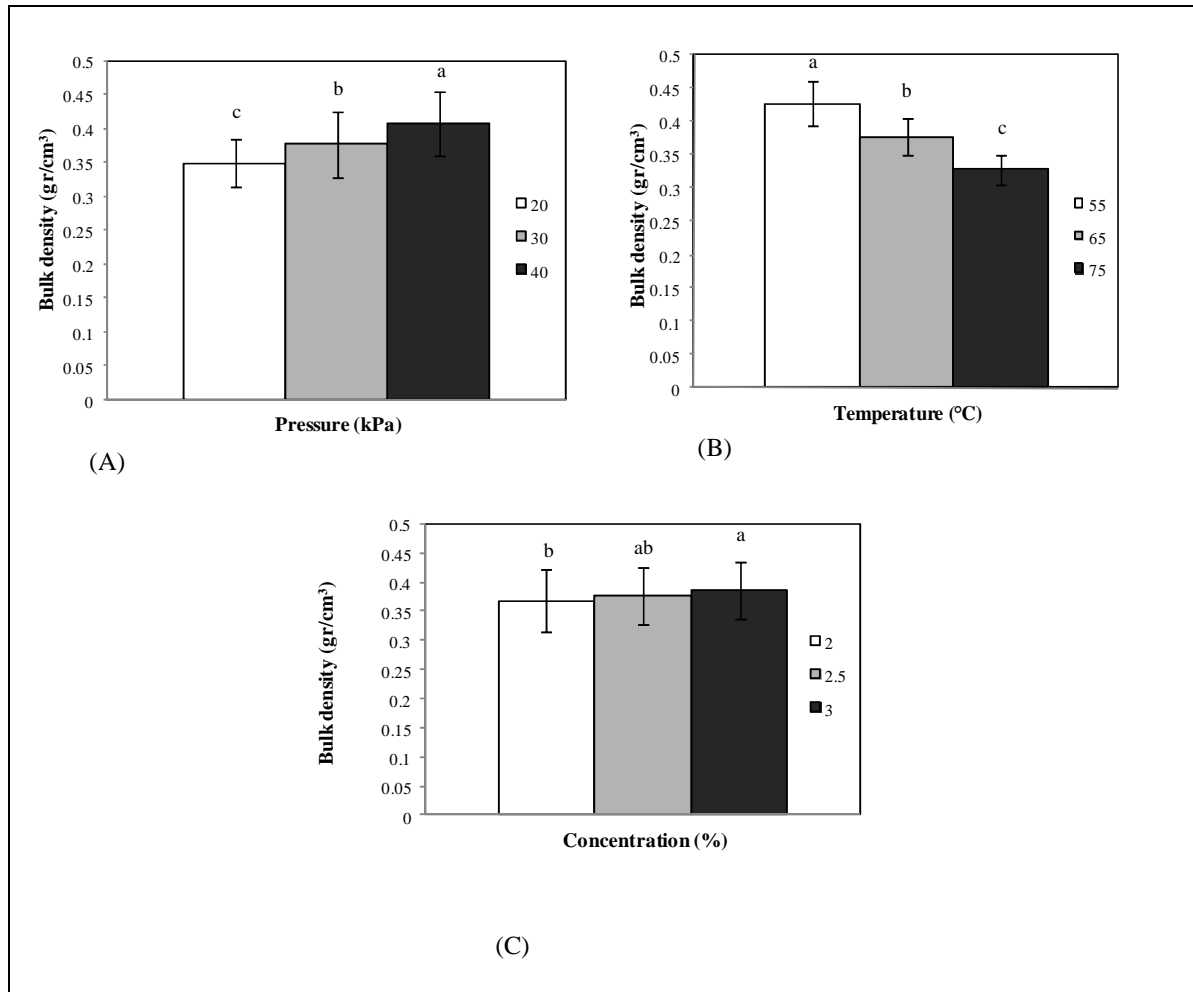 0.5
0.45
0.4
0.35
0.3
0.25
0.2
0.15
0.1
0.05
0
Bulk density (gr/cm³)
c
b
a
20
30
40
Pressure (kPa)
(A)
0.5
0.45
0.4
0.35
0.3
0.25
0.2
0.15
0.1
0.05
0
Bulk density (gr/cm³)
a
b
c
55
65
75
Temperature (°C)
(B)
0.5
0.45
0.4
0.35
0.3
0.25
0.2
0.15
0.1
0.05
0
Bulk density (gr/cm³)
b
ab
a
2
2.5
3
Concentration (%)
(C)